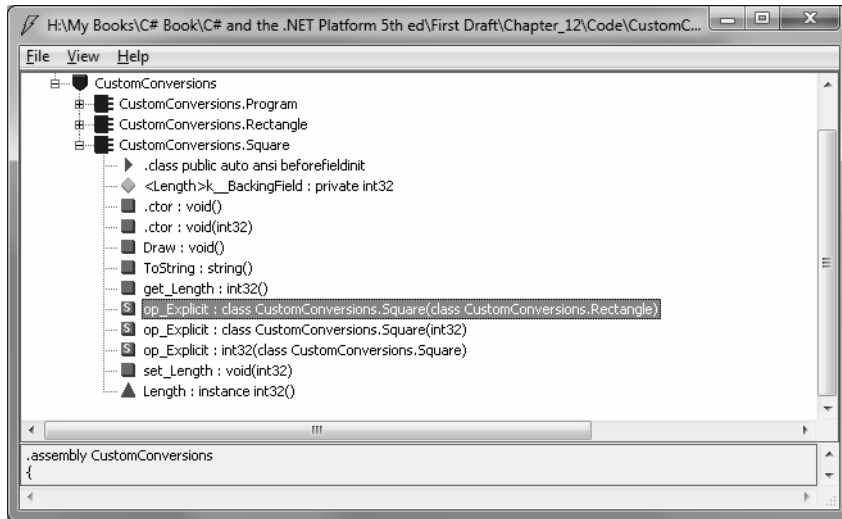 H:\My Books\C# Book\C# and the .NET Platform 5th ed\First Draft\Chapter_12\Code\CustomC...
File View Help
CustomConversions
CustomConversions.Program
CustomConversions.Rectangle
CustomConversions.Square
.class public auto ansi beforefieldinit
<Length>k__BackingField : private int32
.ctor : void()
.ctor : void(int32)
Draw : void()
ToString : string()
get_Length : int32()
S op_Explicit : class CustomConversions.Square(class CustomConversions.Rectangle)
S op_Explicit : class CustomConversions.Square(int32)
S op_Explicit : int32(class CustomConversions.Square)
set_Length : void(int32)
Length : instance int32()
.assembly CustomConversions
{